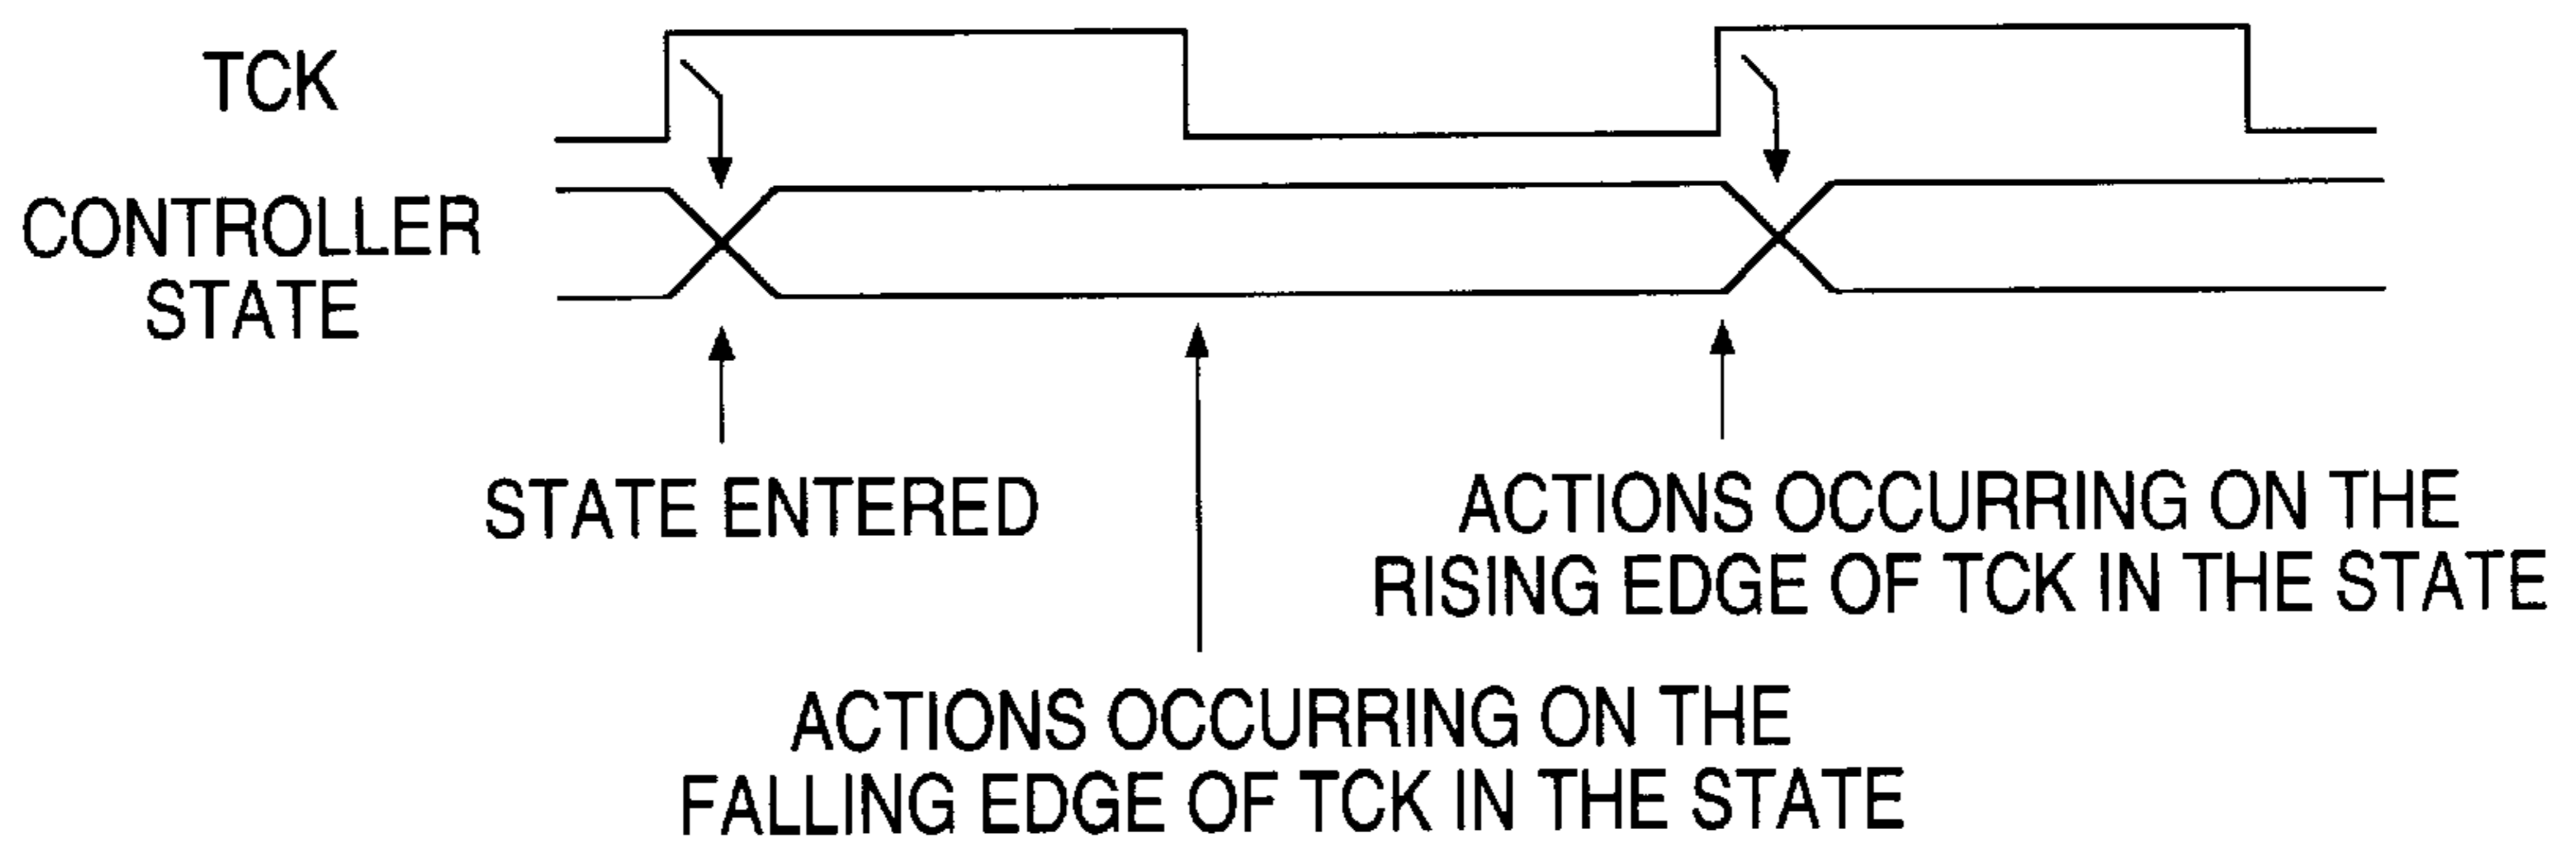 TCK
CONTROLLER
STATE
STATE ENTERED
ACTIONS OCCURRING ON THE
RISING EDGE OF TCK IN THE STATE
ACTIONS OCCURRING ON THE
FALLING EDGE OF TCK IN THE STATE